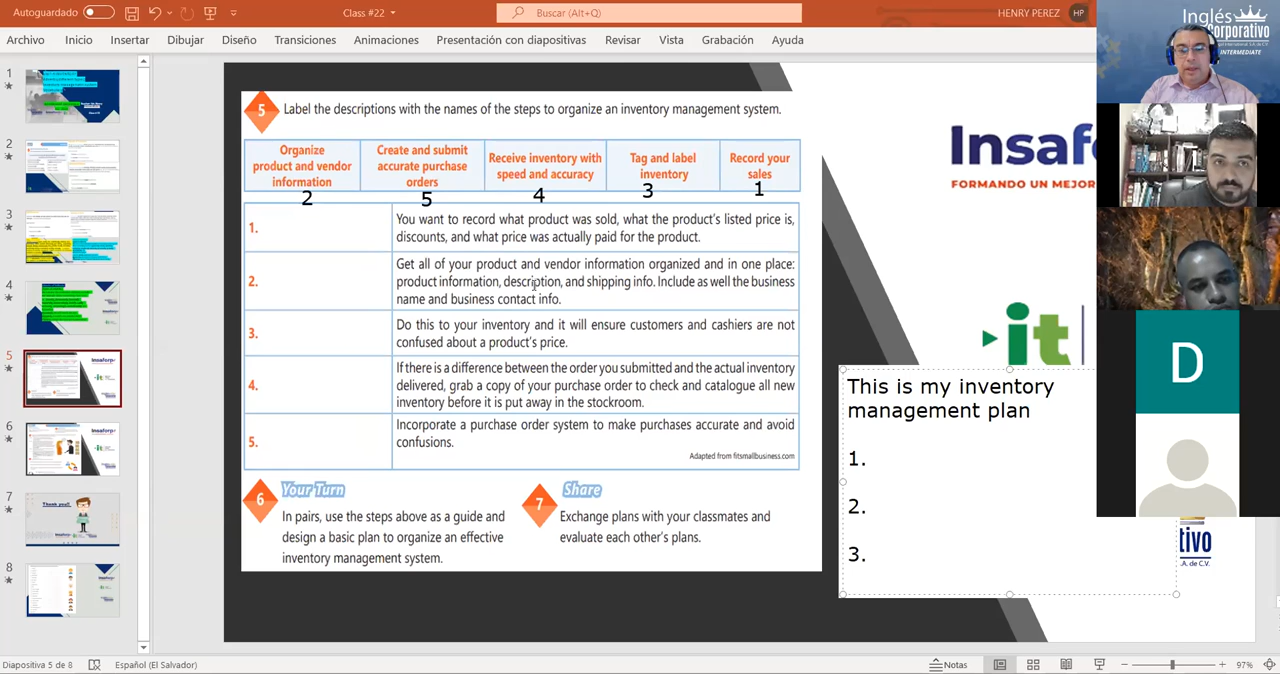 Autoguardado
Class #22
Buscar (Alt+Q)
HENRY PEREZ
HP
Archivo Inicio Insertar Dibujar Diseño Transiciones Animaciones Presentación con diapositivas Revisar Vista Grabación Ayuda
Inglés
Corporativo
INTERMEDIATE
1
2
3
4
5
6
7
Thank you!!
8
5
Label the descriptions with the names of the steps to organize an inventory management system.
Organize
product and vendor
information
Create and submit
accurate purchase
orders
Receive inventory with
speed and accuracy
Tag and label
inventory
Record your
sales
2
5
4
3
1
1.
You want to record what product was sold, what the product's listed price is,
discounts, and what price was actually paid for the product.
2.
Get all of your product and vendor information organized and in one place:
product information, description, and shipping info. Include as well the business
name and business contact info.
3.
Do this to your inventory and it will ensure customers and cashiers are not
confused about a product's price.
4.
If there is a difference between the order you submitted and the actual inventory
delivered, grab a copy of your purchase order to check and catalogue all new
inventory before it is put away in the stockroom.
5.
Incorporate a purchase order system to make purchases accurate and avoid
confusions.
Adapted from fitsmallbusiness.com
6
Your Turn
In pairs, use the steps above as a guide and
design a basic plan to organize an effective
inventory management system.
7
Share
Exchange plans with your classmates and
evaluate each other's plans.
Insafo
FORMANDO UN MEJOR
it
This is my inventory
management plan
1.
2.
3.
tivo
.A. de C.V.
D
Diapositiva 5 de 8
Español (El Salvador)
Notas
97%